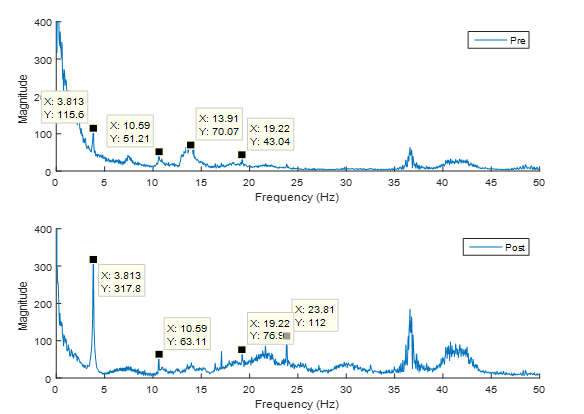 400
Pre
300
Magnitude
X: 3.813
Y: 115.6
X: 10.59
Y: 51.21
X: 13.91
Y: 70.07
X: 19.22
Y: 43.04
100
0
0 5 10 15 20 25 30 35 40 45 50
Frequency (Hz)
400
Post
300
Magnitude
X: 3.813
Y: 317.8
X: 10.59
Y: 63.11
X: 19.22
X: 23.81
Y: 112
200
100
0
0 5 10 15 20 25 30 35 40 45 50
Frequency (Hz)